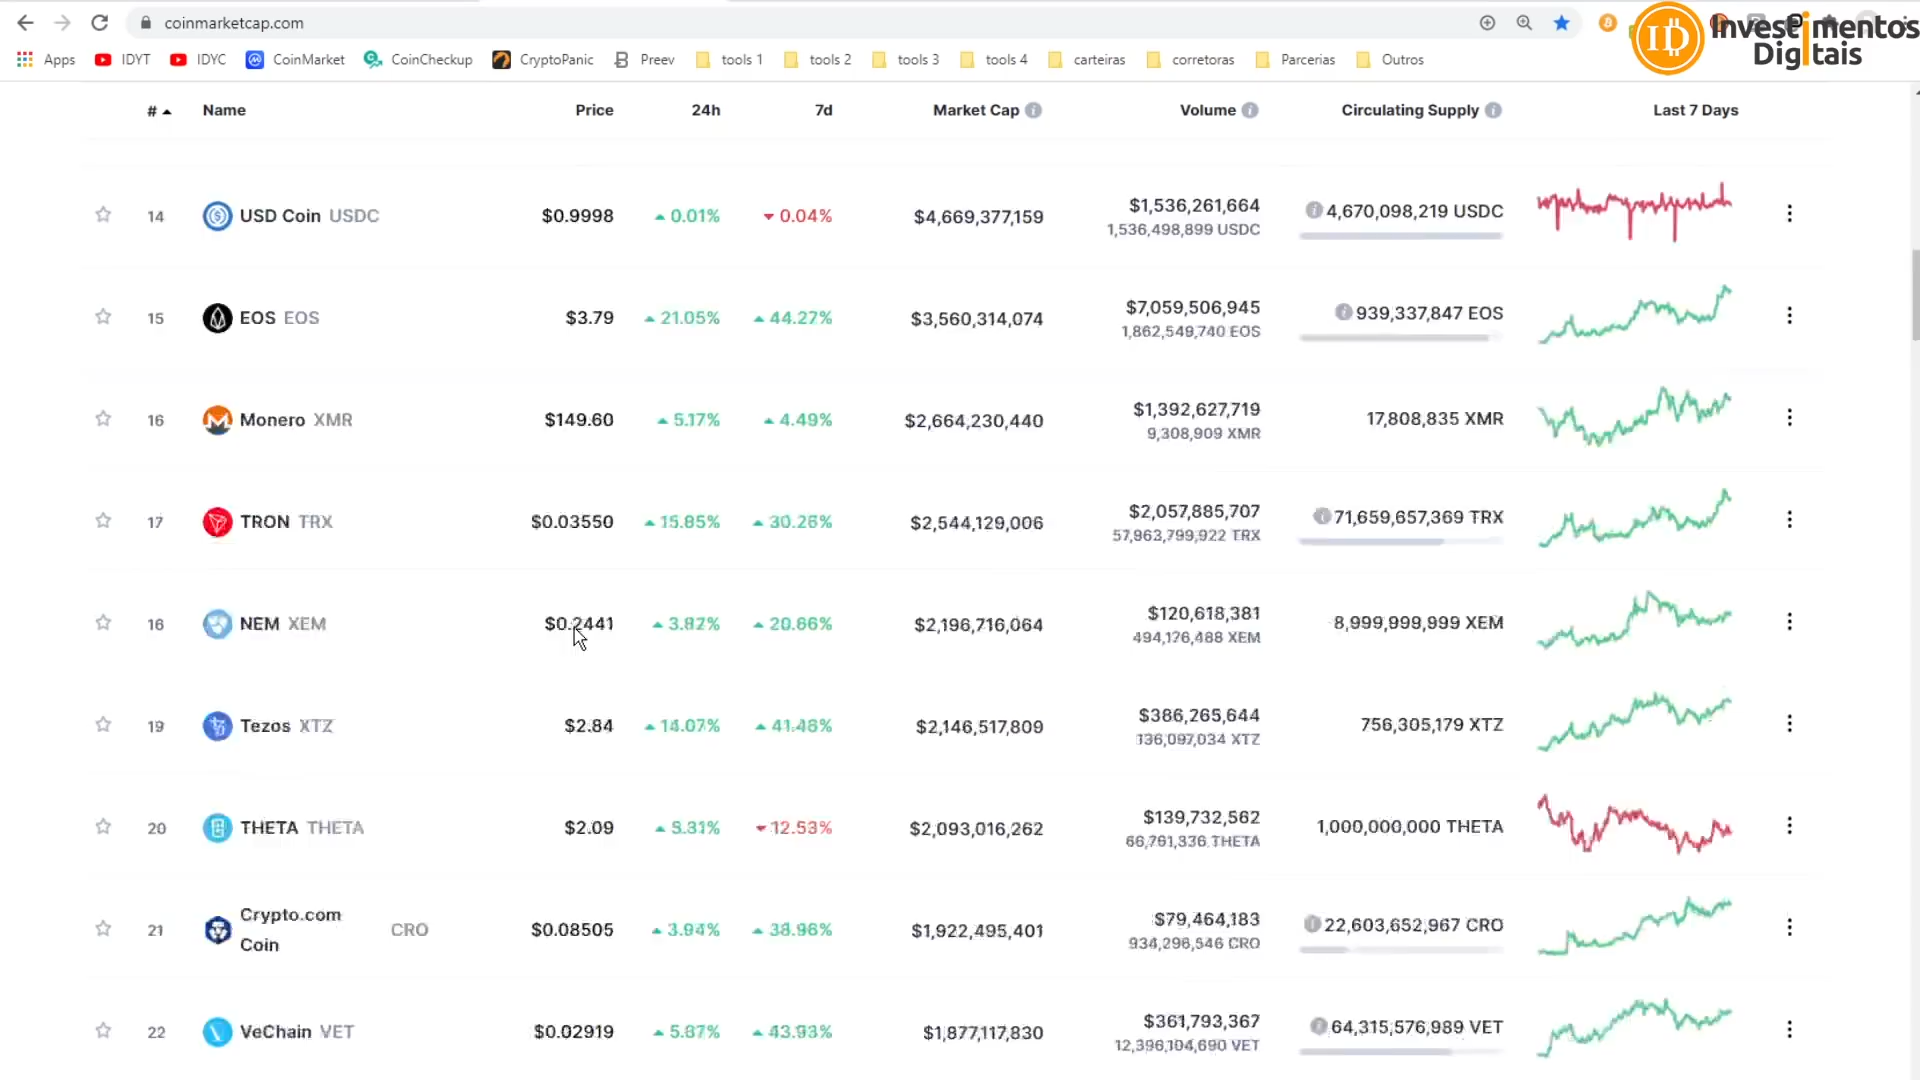 coinmarketcap.com
Investimentos
Digitais
Apps IDYT IDYC CoinMarket CoinCheckup CryptoPanic Preev tools 1 tools 2 tools 3 tools 4 carteiras corretoras Parcerias Outros
# Name Price 24h 7d Market Cap Volume Circulating Supply Last 7 Days
14 USD Coin USDC $0.9998 0.01% 0.04% $4,669,377,159 $1,536,261,664 4,670,098,219 USDC
1,536,498,899 USDC
15 EOS EOS $3.79 21.05% 44.27% $3,560,314,074 $7,059,506,945 939,337,847 EOS
1,862,549,740 EOS
16 Monero XMR $149.60 5.17% 4.49% $2,664,230,440 $1,392,627,719 17,808,835 XMR
9,308,909 XMR
17 TRON TRX $0.03550 15.85% 30.26% $2,544,129,006 $2,057,885,707 71,659,657,369 TRX
57,963,799,922 TRX
NEM XEM $0.2441 3.82% 20.66% $2,196,716,064 $120,618,381 8,999,999,999 XEM
494,176,488 XEM
19 Tezos XTZ $2.84 14.07% 41.46% $2,146,517,809 $386,265,644 756,305,179 XTZ
136,097,034 XTZ
20 THETA THETA $2.09 5.31% 12.53% $2,093,016,262 $139,732,562 1,000,000,000 THETA
66,761,336 THETA
21 Crypto.com Coin CRO $0.08505 3.94% 38.96% $1,922,495,401 $79,464,183 22,603,652,967 CRO
934,296,546 CRO
22 VeChain VET $0.02919 5.87% 43.93% $1,877,117,830 $361,793,367 64,315,576,989 VET
12,396,104,690 VET